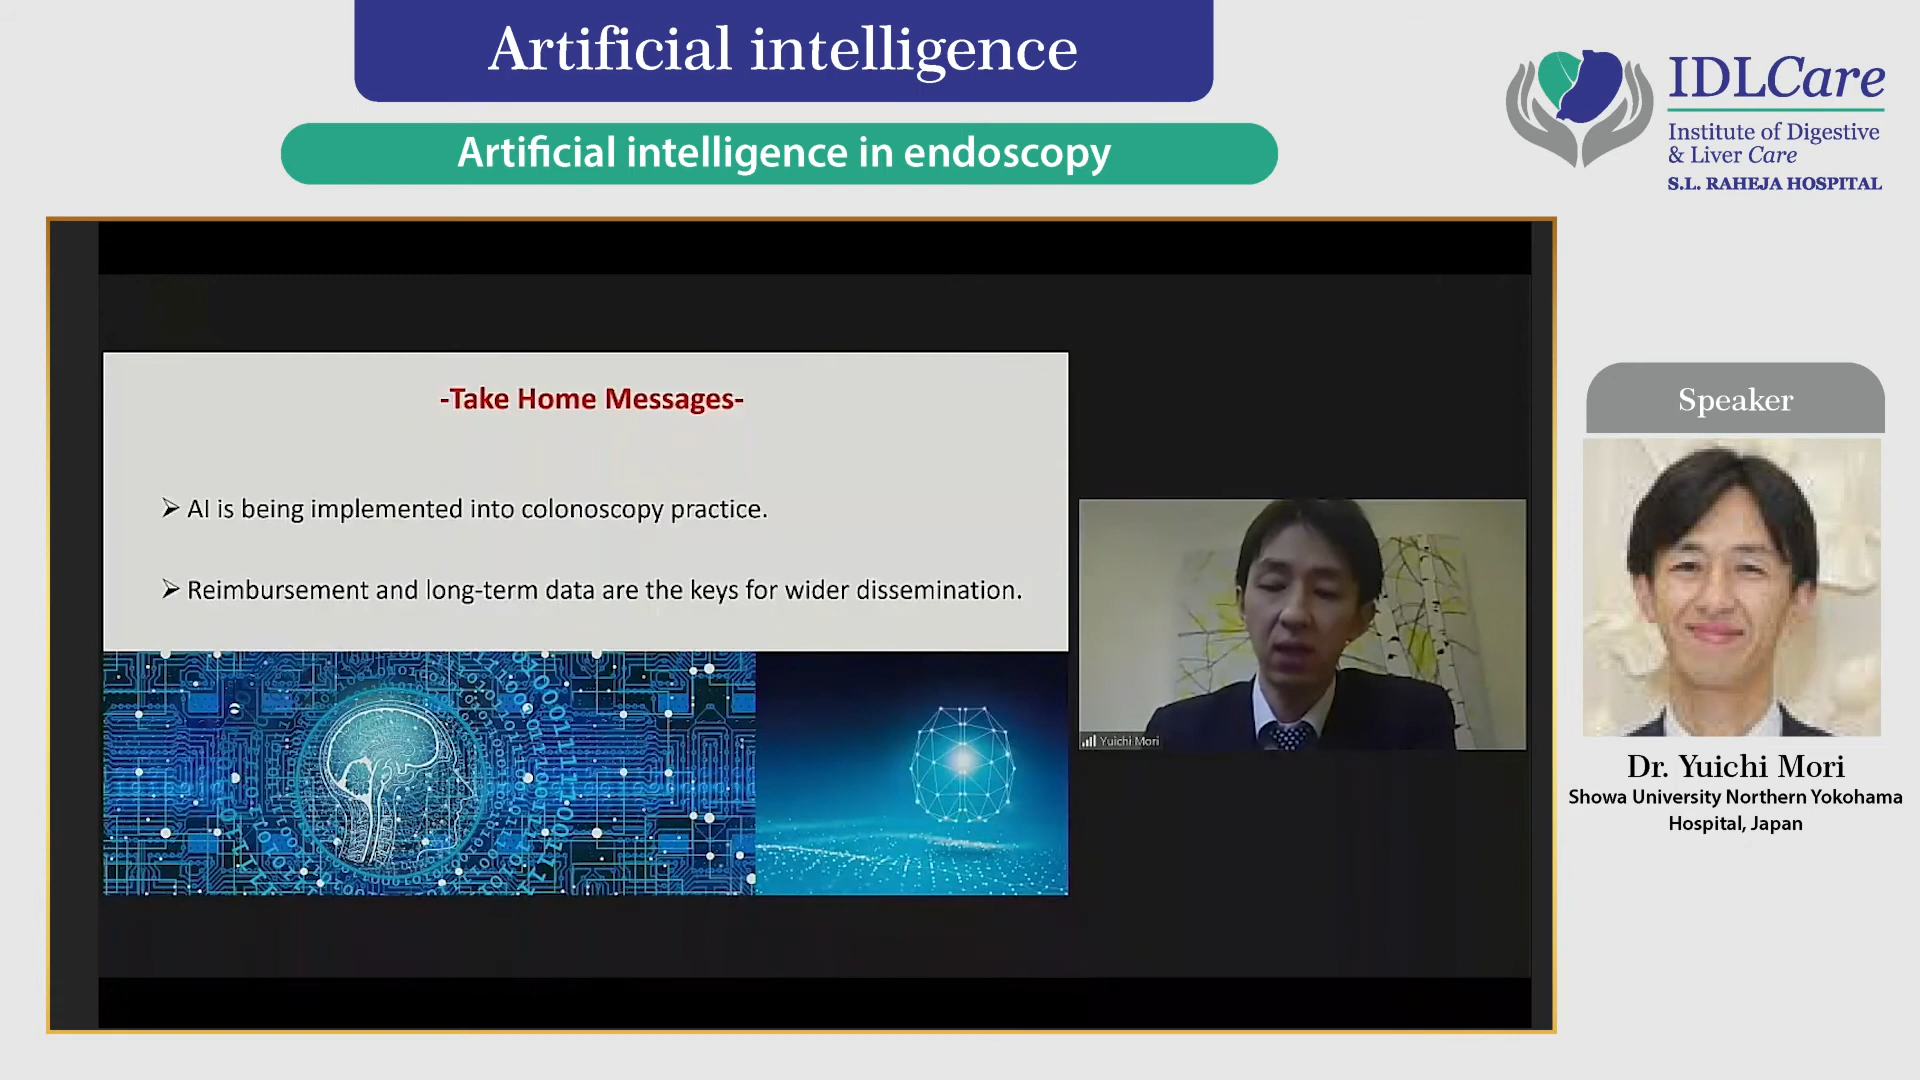 Artificial intelligence
Artificial intelligence in endoscopy
IDLCare
Institute of Digestive
& Liver Care
S.L. RAHEJA HOSPITAL
-Take Home Messages-
➢ AI is being implemented into colonoscopy practice.
➢ Reimbursement and long-term data are the keys for wider dissemination.
Yuichi Mori
Speaker
Dr. Yuichi Mori
Showa University Northern Yokohama
Hospital, Japan